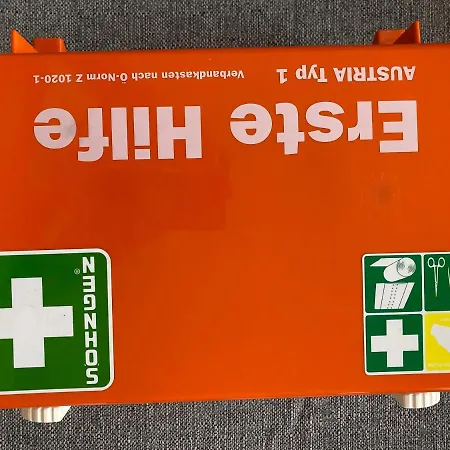 Erste Hilfe
AUSTRIA Typ 1
Verbandkasten nach Ö-Norm Z 1020-1
SÖHNGEN®